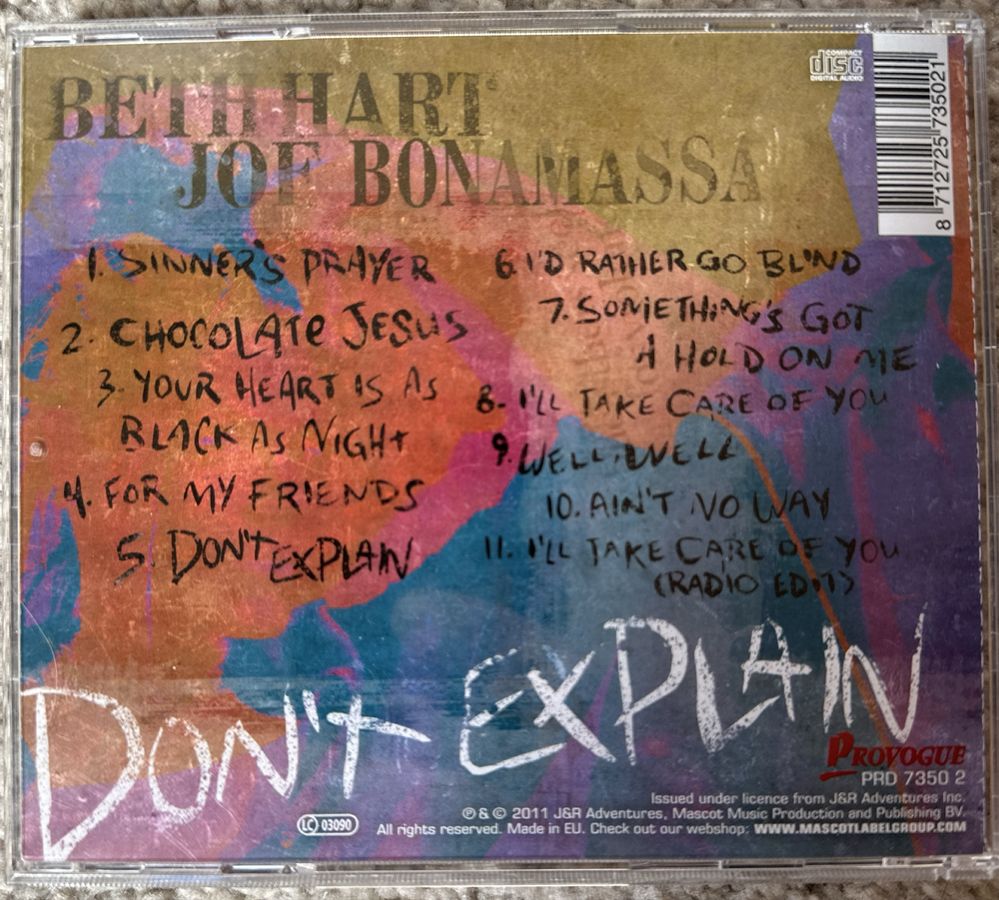 COMPACT
disc
DIGITAL AUDIO
8 712725 735021
BETH HART
JOE BONAMASSA
1. SINNER'S PRAYER
2. CHOCOLATE JESUS
3. YOUR HEART IS AS
BLACK AS NIGHT
4. FOR MY FRIENDS
5. DON'T EXPLAIN
6. I'D RATHER GO BLIND
7. SOMETHING'S GOT
A HOLD ON ME
8. I'LL TAKE CARE OF YOU
9. WELL, WELL
10. AIN'T NO WAY
11. I'LL TAKE CARE OF YOU
(RADIO EDIT)
DON'T EXPLAIN
PROVOGUE
PRD 7350 2
Issued under licence from J&R Adventures Inc.
℗ & © 2011 J&R Adventures, Mascot Music Production and Publishing BV.
LC 03090
All rights reserved. Made in EU. Check out our webshop: WWW.MASCOTLABELGROUP.COM